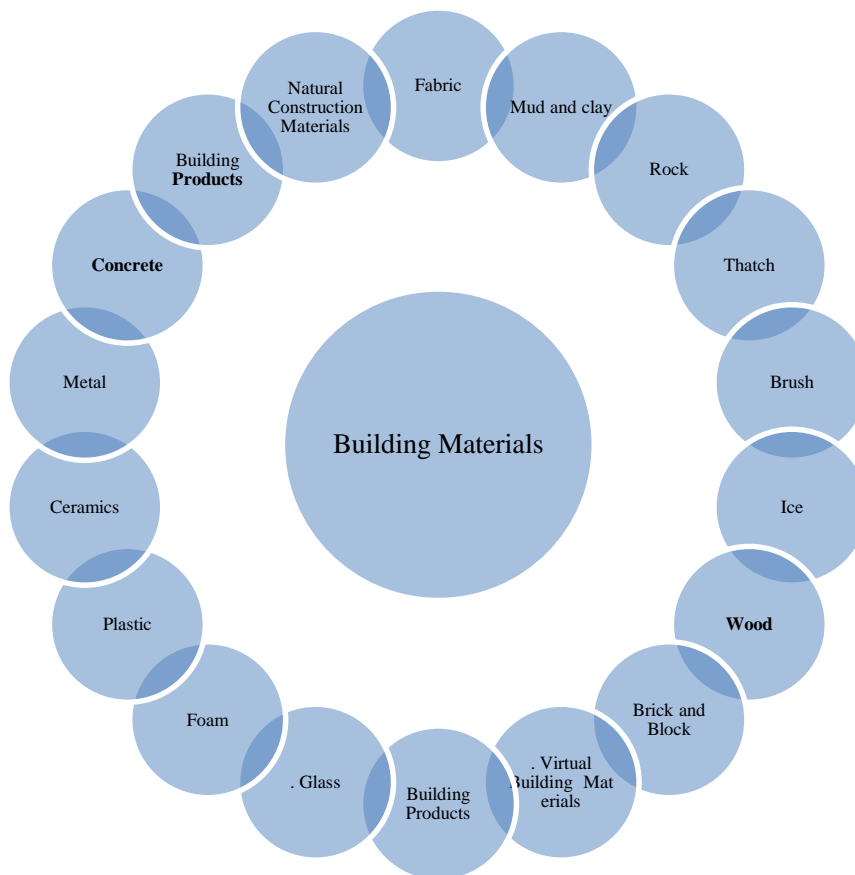 Fabric
Mud and clay
Rock
Thatch
Brush
Ice
Wood
Brick and
Block
. Virtual
Building Mat
erials
Building
Products
. Glass
Foam
Plastic
Ceramics
Metal
Concrete
Building
Products
Natural
Construction
Materials
Building Materials